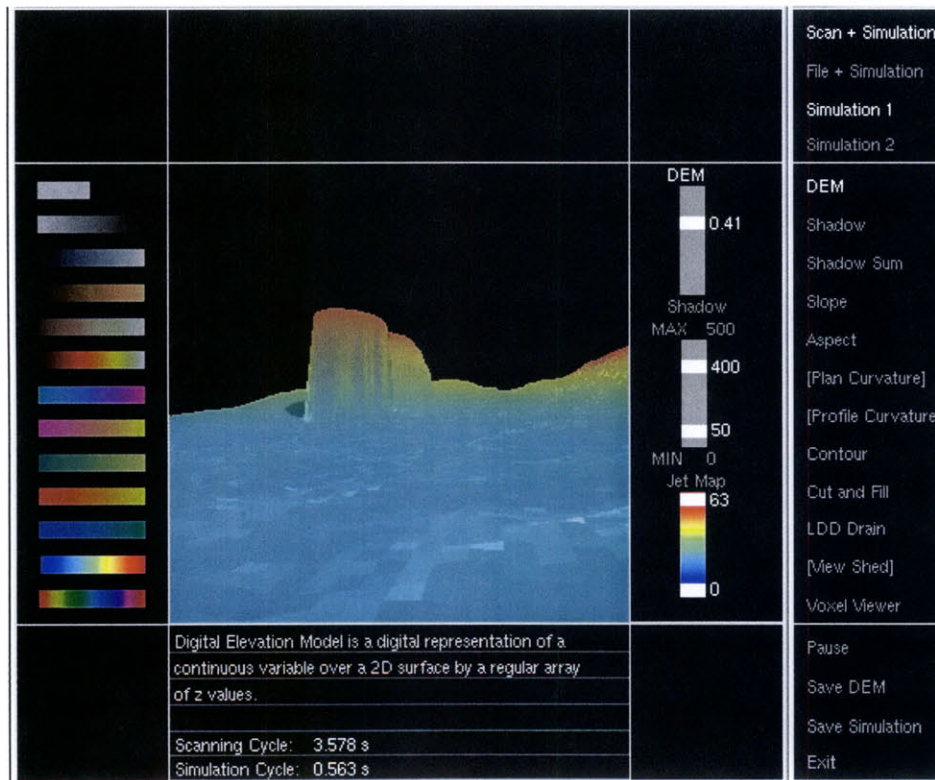 DEM
0.41
Shadow
MAX 500
400
50
MIN 0
Jet Map
63
0
Digital Elevation Model is a digital representation of a
continuous variable over a 2D surface by a regular array
of z values.
Scanning Cycle: 3.578 s
Simulation Cycle: 0.563 s
Scan + Simulation
File + Simulation
Simulation 1
Simulation 2
DEM
Shadow
Shadow Sum
Slope
Aspect
[Plan Curvature]
[Profile Curvature
Contour
Cut and Fill
LDD Drain
[View Shed]
Voxel Viewer
Pause
Save DEM
Save Simulation
Exit